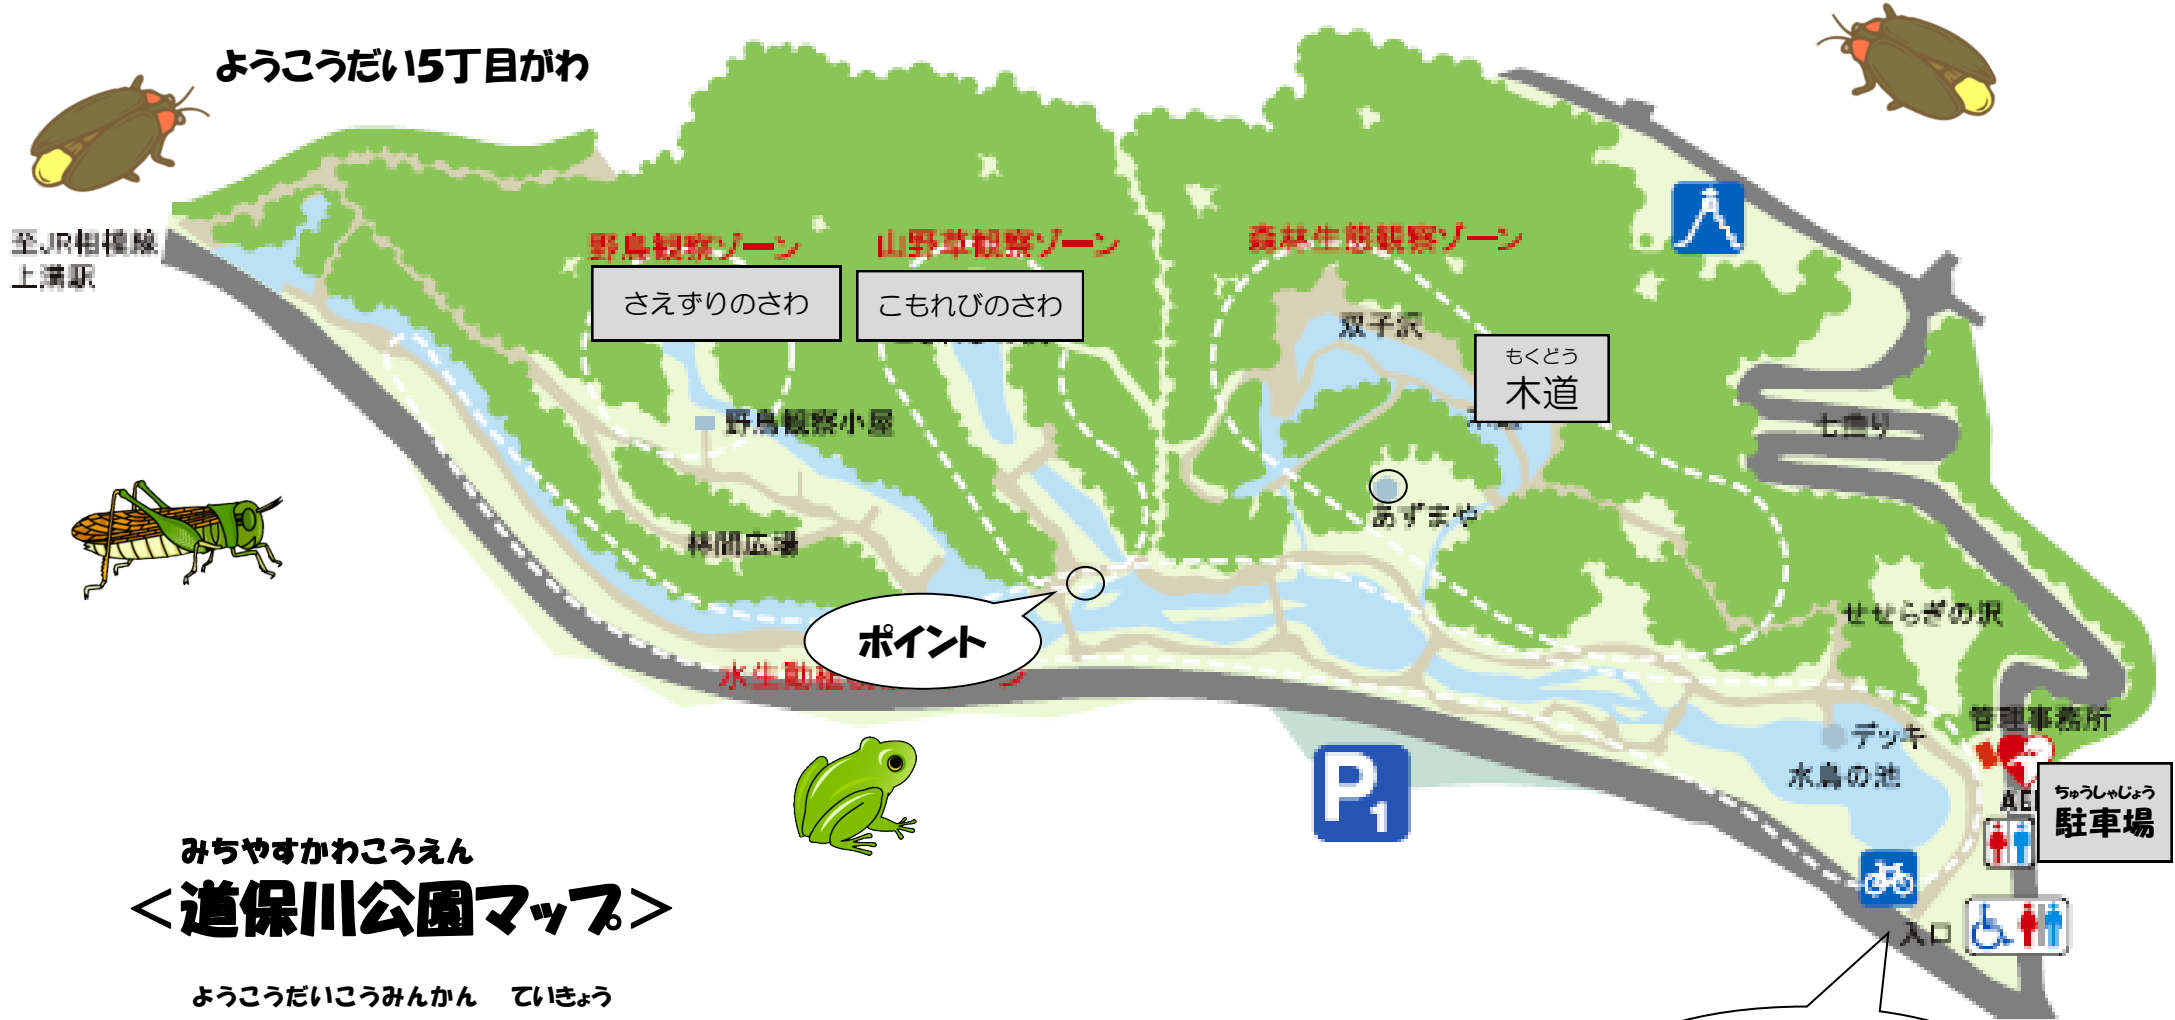 ようこうだい5丁目がわ
至JR相模線
上溝駅
野鳥観察ゾーン
山野草観察ゾーン
森林生態観察ゾーン
さえずりのさわ
こもれびのさわ
双子沢
もくどう
木道
七曲り
野鳥観察小屋
あずまや
林間広場
せせらぎの沢
ポイント
水生動植
ン
管理事務所
デッキ
水鳥の池
ちゅうしゃじょう
駐車場
P1
入口
みちやすかわこうえん
<道保川公園マップ>
ようこうだいこうみんかん ていきょう